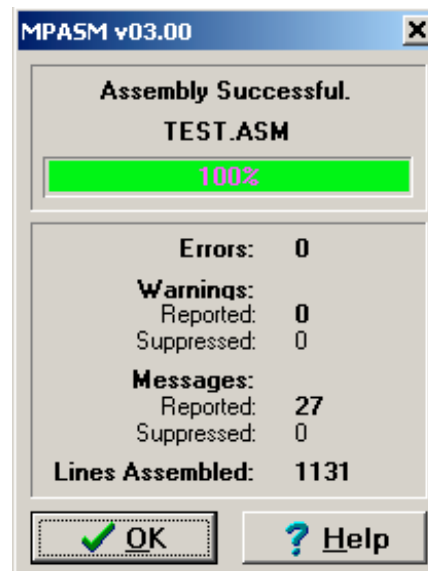 MPASM v03.00
Assembly Successful.
TEST.ASM
100%
Errors: 0
Warnings:
Reported: 0
Suppressed: 0
Messages:
Reported: 27
Suppressed: 0
Lines Assembled: 1131
OK
Help